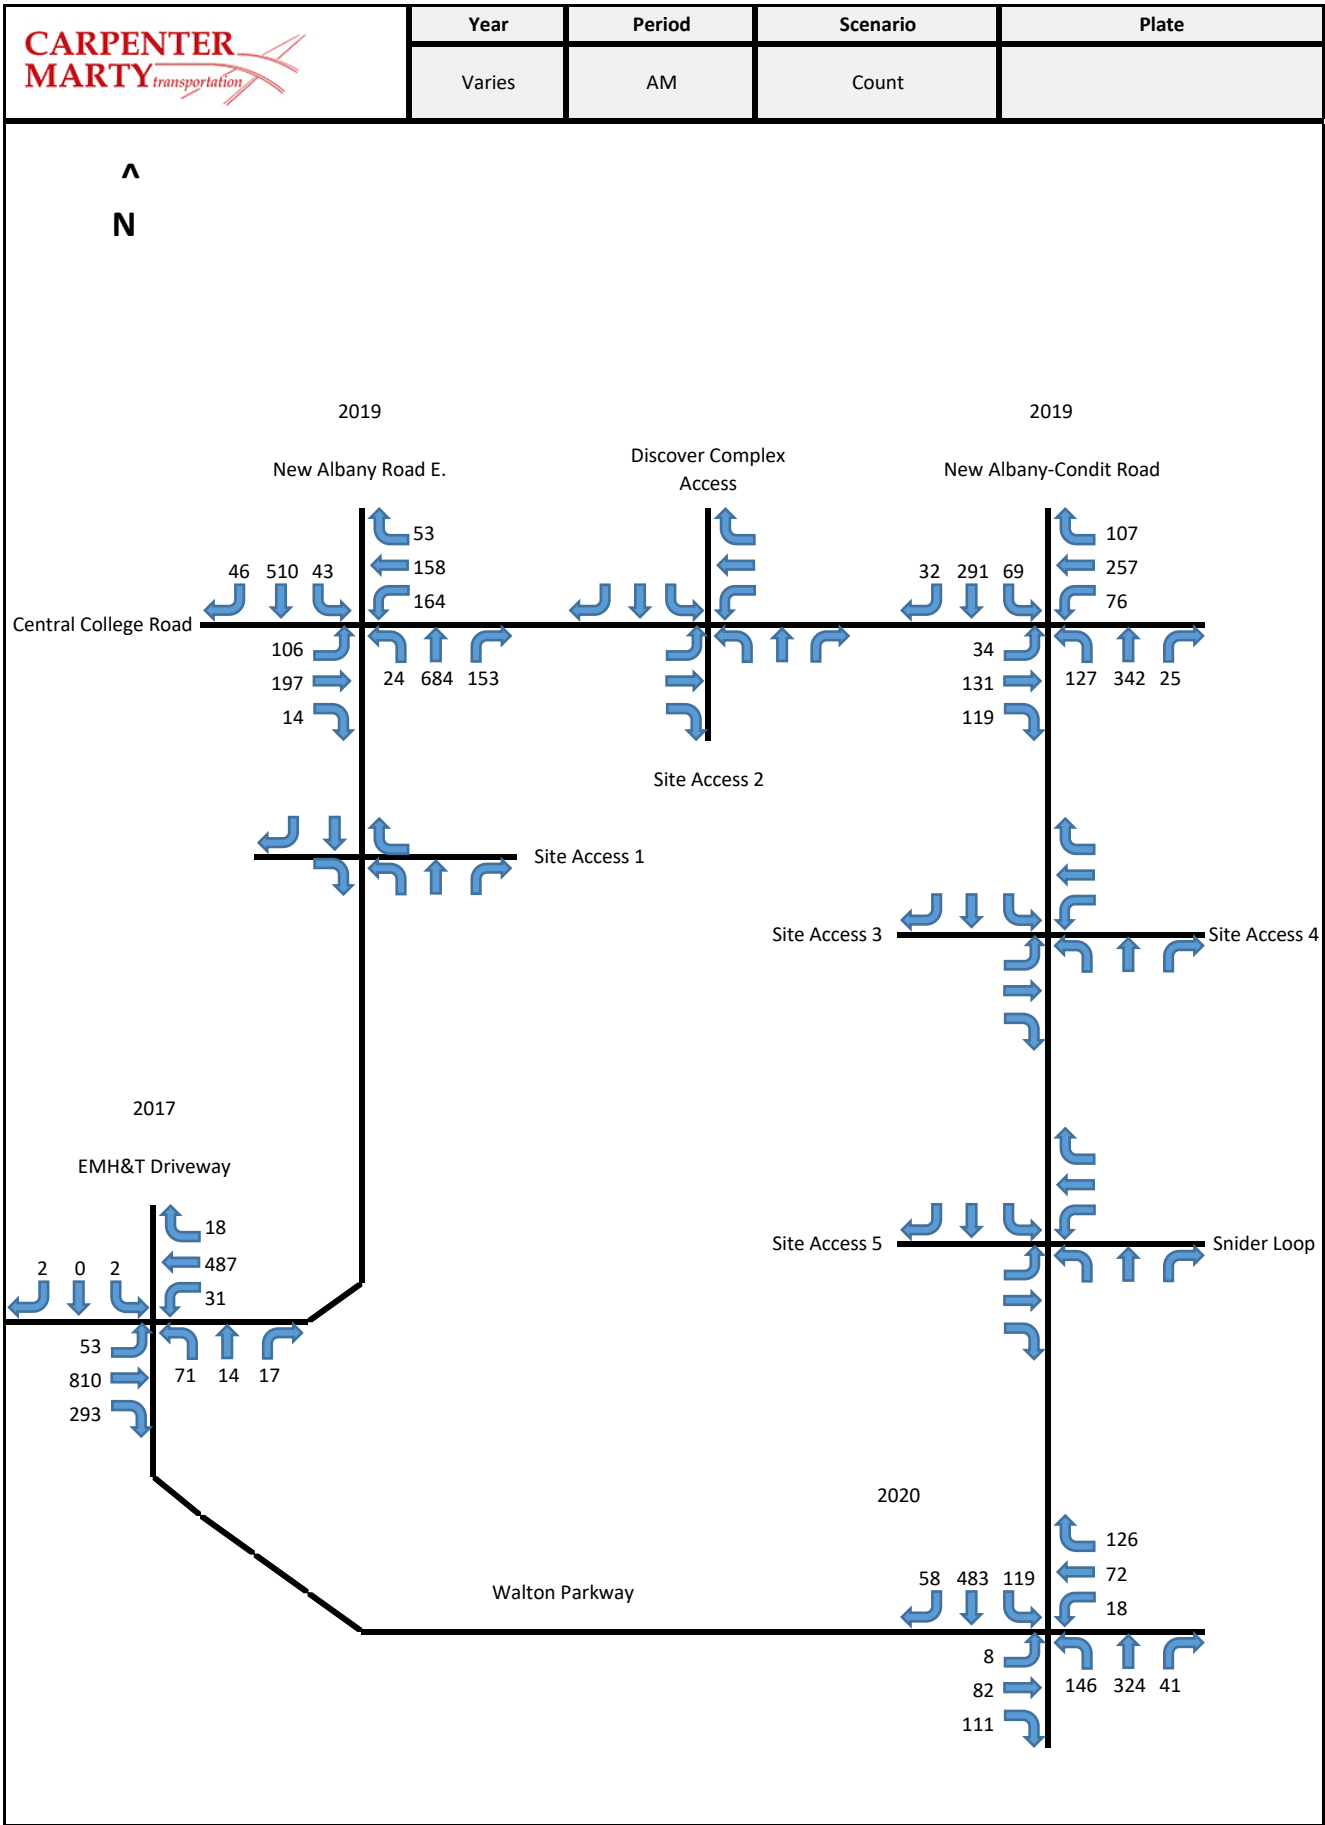 CARPENTER
MARTY transportation
Year Period Scenario Plate
Varies AM Count
^
N
2019 2019
New Albany Road E. Discover Complex
Access New Albany-Condit Road
53 107
46 510 43 158 32 291 69 257
164 76
Central College Road
106 34
197 24 684 153 131 127 342 25
14 119
Site Access 2
Site Access 1
Site Access 3 Site Access 4
2017
EMH&T Driveway
18
Site Access 5 Snider Loop
2 0 2 487
31
53
810 71 14 17
293
2020
126
Walton Parkway 58 483 119 72
18
8
82 146 324 41
111